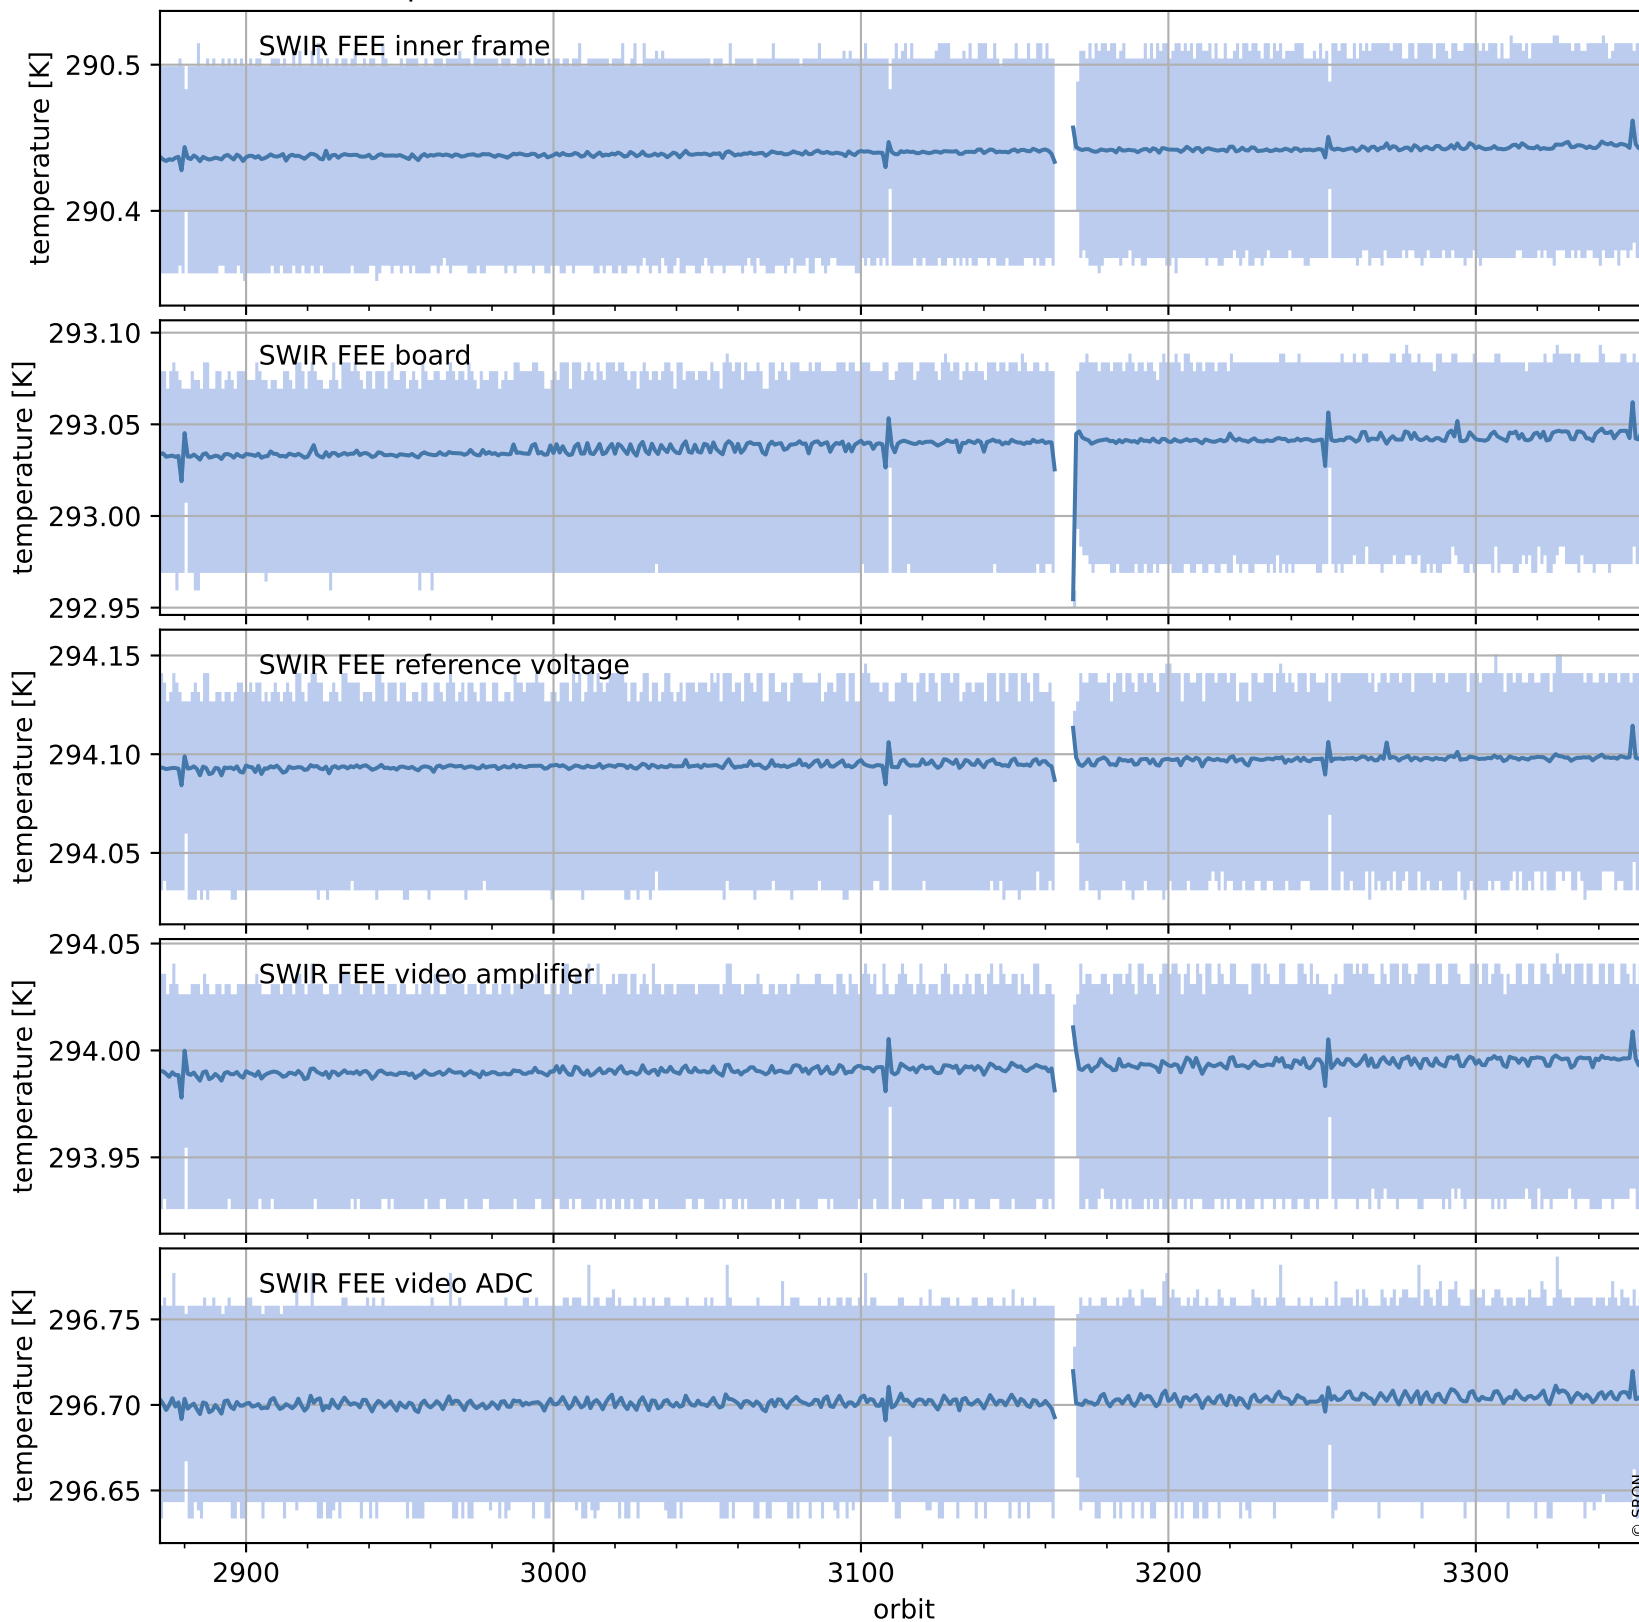 SWIR FEE inner frame
temperature [K]
290.5
290.4
SWIR FEE board
temperature [K]
293.10
293.05
293.00
292.95
SWIR FEE reference voltage
temperature [K]
294.15
294.10
294.05
SWIR FEE video amplifier
temperature [K]
294.05
294.00
293.95
SWIR FEE video ADC
temperature [K]
296.75
296.70
296.65
2900 3000 3100 3200 3300
orbit
© SRON